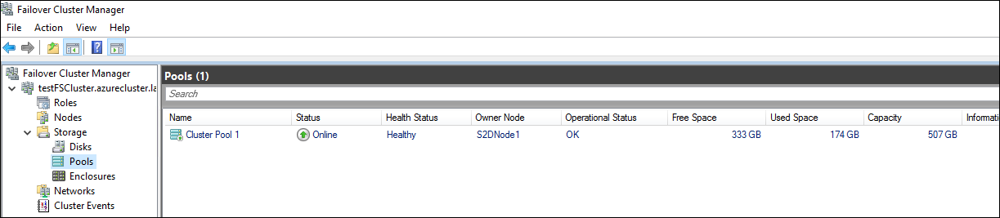 Failover Cluster Manager
File Action View Help
Failover Cluster Manager
testFSCluster.azurecluster.la
Roles
Nodes
Storage
Disks
Pools
Enclosures
Networks
Cluster Events
Pools (1)
Search
Name Status Health Status Owner Node Operational Status Free Space Used Space Capacity Informati
Cluster Pool 1 Online Healthy S2DNode1 OK 333 GB 174 GB 507 GB